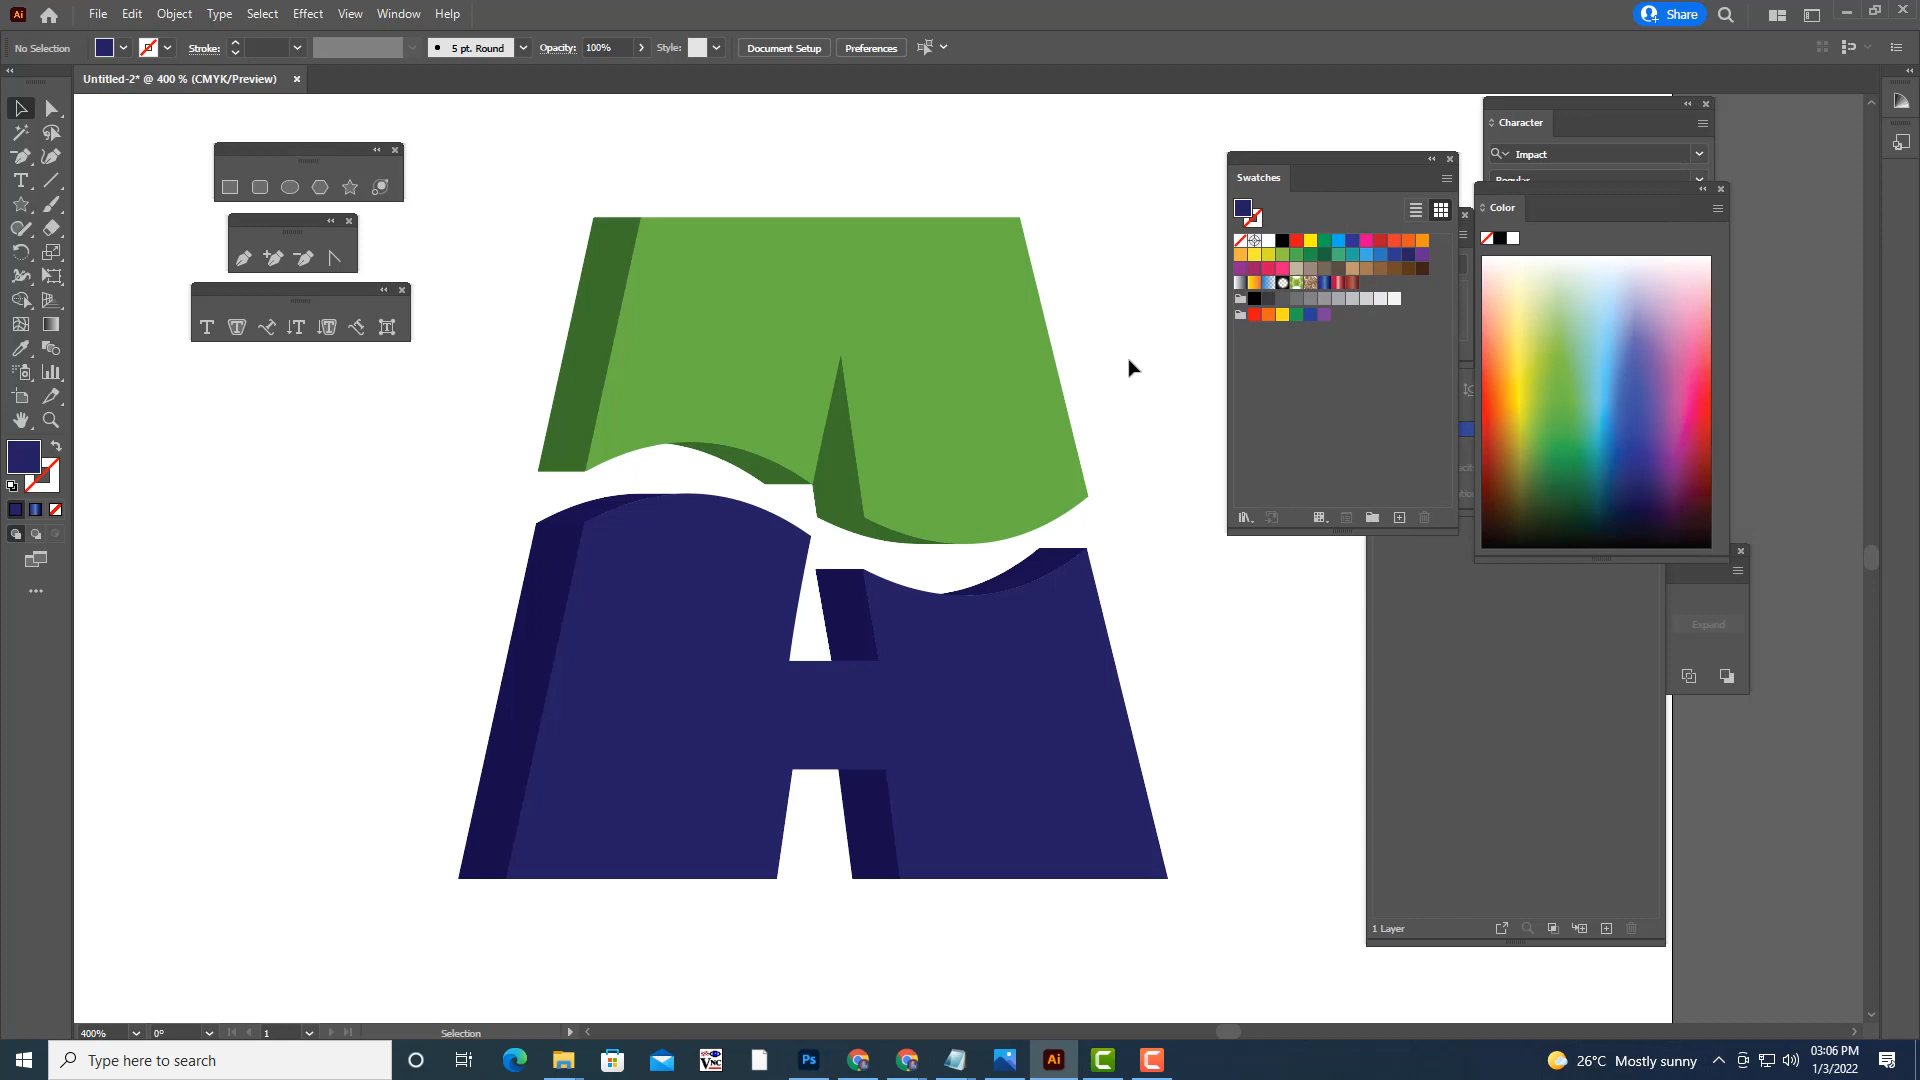 Ai File Edit Object Type Select Effect View Window Help Share
No Selection Stroke: 5 pt. Round Opacity: 100% Style: Document Setup Preferences
Untitled-2* @ 400 % (CMYK/Preview)
Character
Impact
Swatches
Color
Expand
1 Layer
400% 0° 1 Selection
Type here to search
Ps
Ai
26°C Mostly sunny
03:06 PM
1/3/2022